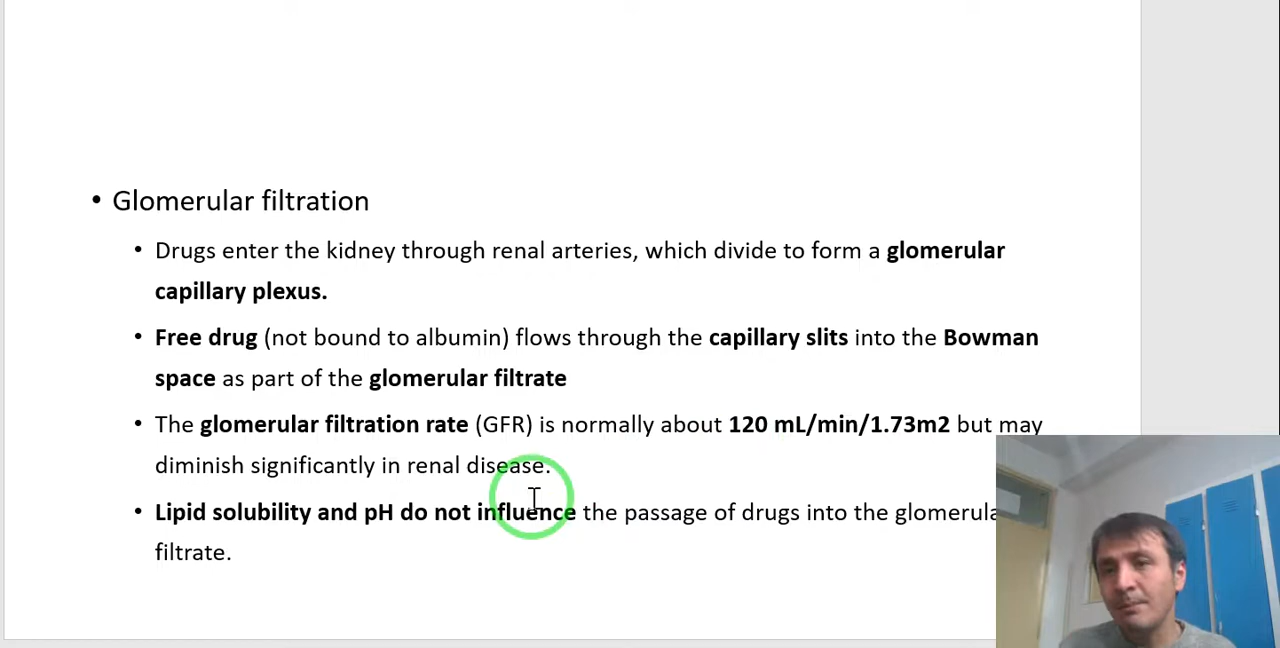 • Glomerular filtration
• Drugs enter the kidney through renal arteries, which divide to form a glomerular
capillary plexus.
• Free drug (not bound to albumin) flows through the capillary slits into the Bowman
space as part of the glomerular filtrate
• The glomerular filtration rate (GFR) is normally about 120 mL/min/1.73m2 but may
diminish significantly in renal disease.
• Lipid solubility and pH do not influence the passage of drugs into the glomerula
filtrate.